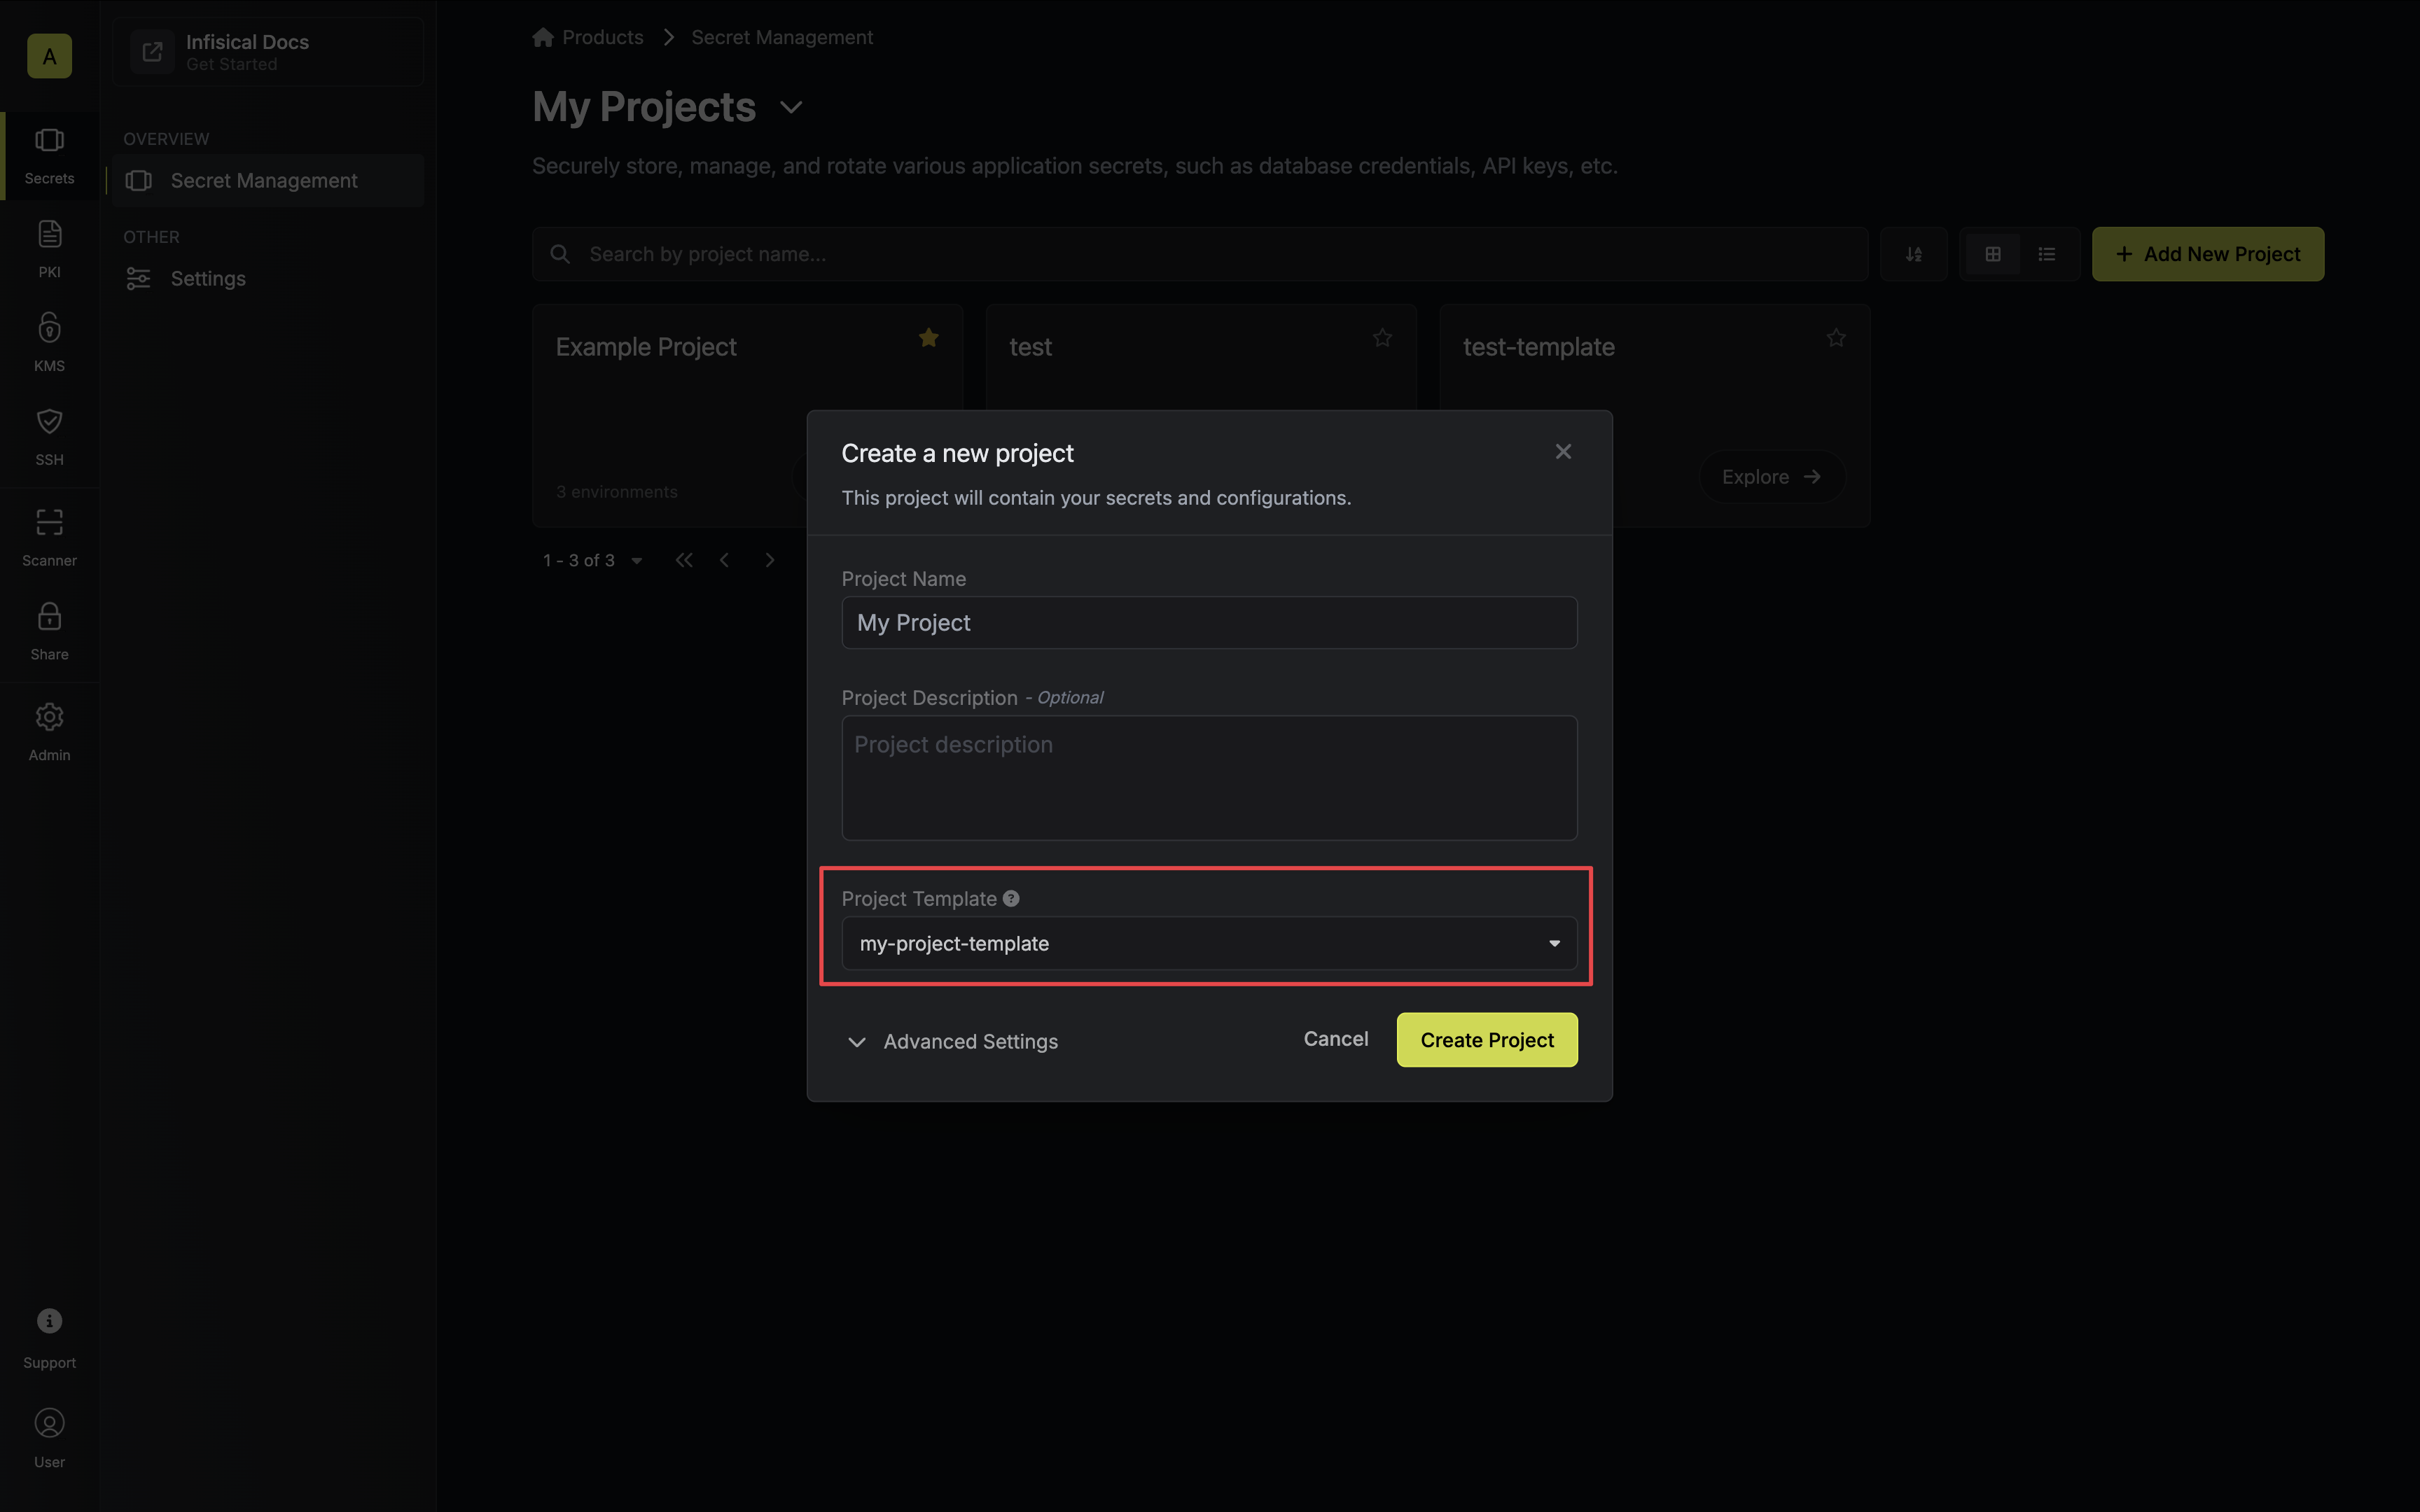 A
Secrets
PKI
KMS
SSH
Scanner
Share
Admin
Support
User
Infisical Docs
Get Started
OVERVIEW
Secret Management
OTHER
Settings
Products
Secret Management
My Projects
Securely store, manage, and rotate various application secrets, such as database credentials, API keys, etc.
Search by project name...
Add New Project
Example Project
3 environments
test
test-template
Explore
1 - 3 of 3
Create a new project
This project will contain your secrets and configurations.
Project Name
My Project
Project Description - Optional
Project description
Project Template
my-project-template
Advanced Settings
Cancel
Create Project